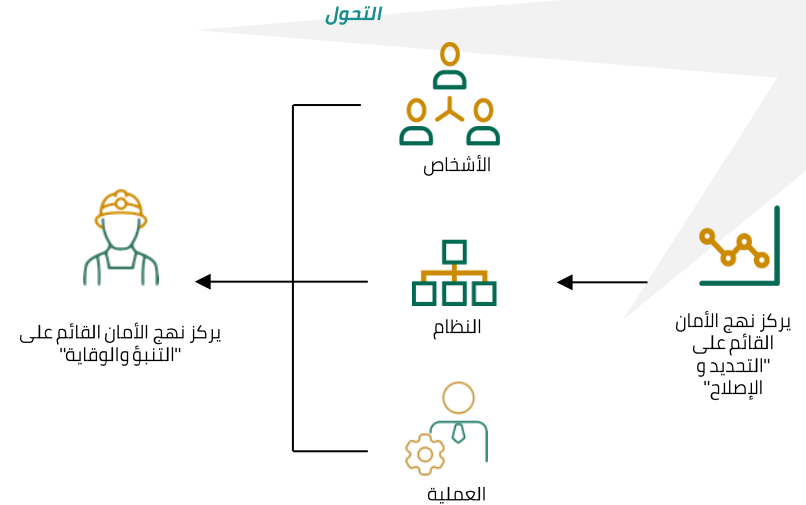 التحول
الأشخاص
يركز نهج الأمان
القائم على
"التحديد و
الإصلاح"
النظام
يركز نهج الأمان القائم على
"التنبؤ والوقاية"
العملية